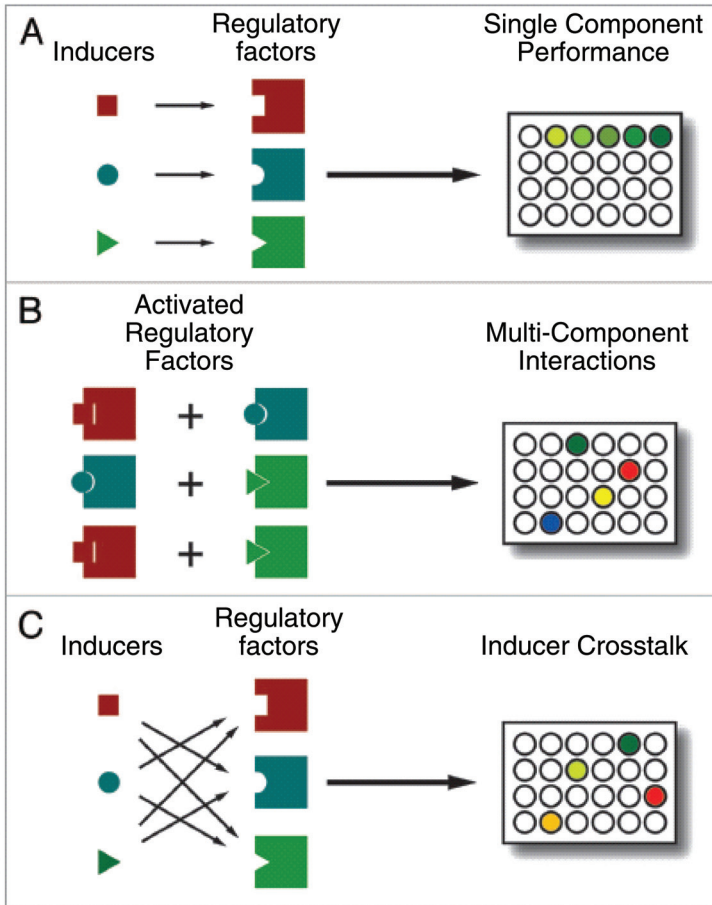 A
Inducers
Regulatory
factors
Single Component
Performance
B
Activated
Regulatory
Factors
+
+
+
Multi-Component
Interactions
C
Inducers
Regulatory
factors
Inducer Crosstalk